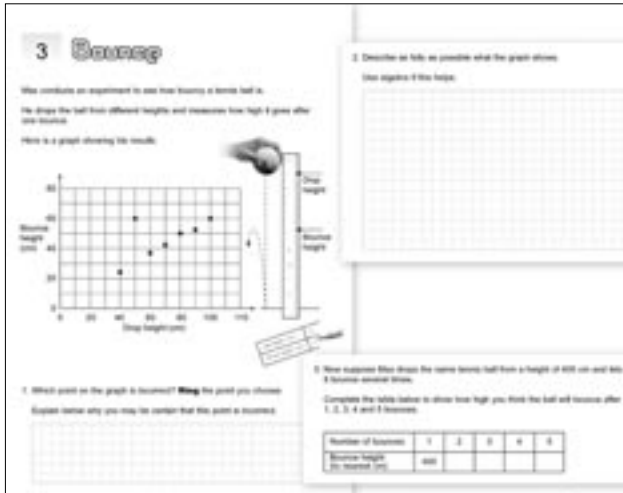 3 Bounce
Max conducts an experiment to see how bouncy a tennis ball is.
He drops the ball from different heights and measures how high it goes after
one bounce.
Here is a graph showing his results.
Drop
height
Bounce
height
80
60
40
20
0
Bounce
height
(cm)
0 20 40 60 80 100 110
Drop height (cm)
1. Which point on the graph is incorrect? Ring the point you choose.
Explain below why you may be certain that this point is incorrect.
2. Describe as fully as possible what the graph shows.
Use algebra if this helps.
3. Now suppose Max drops the same tennis ball from a height of cm and lets
it bounce several times.
Complete the table below to show how high you think the ball will bounce after
1, 2, 3, 4 and 5 bounces.
Number of bounces 1 2 3 4 5
Bounce height
(to nearest cm)